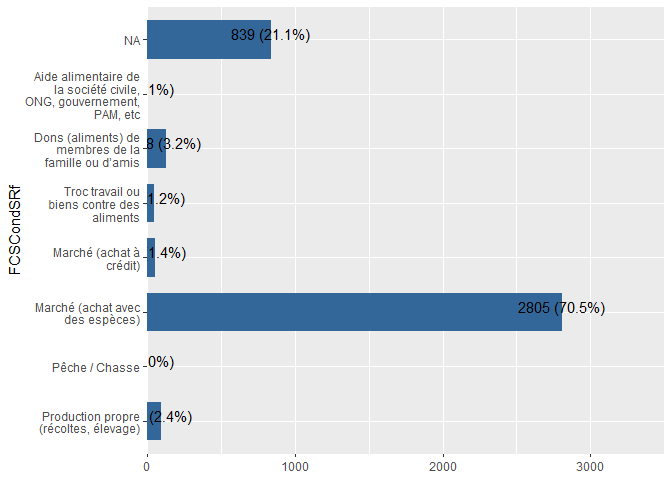 NA
839 (21.1%)
Aide alimentaire de
la société civile,
ONG, gouvernement,
PAM, etc
1%)
Dons (aliments) de
membres de la
famille ou d'amis
8 (3.2%)
Troc travail ou
biens contre des
aliments
1.2%)
Marché (achat à
crédit)
1.4%)
Marché (achat avec
des espèces)
2805 (70.5%)
Pêche / Chasse
0%)
Production propre
(récoltes, élevage)
(2.4%)
FCSCondSRf
0
1000
2000
3000